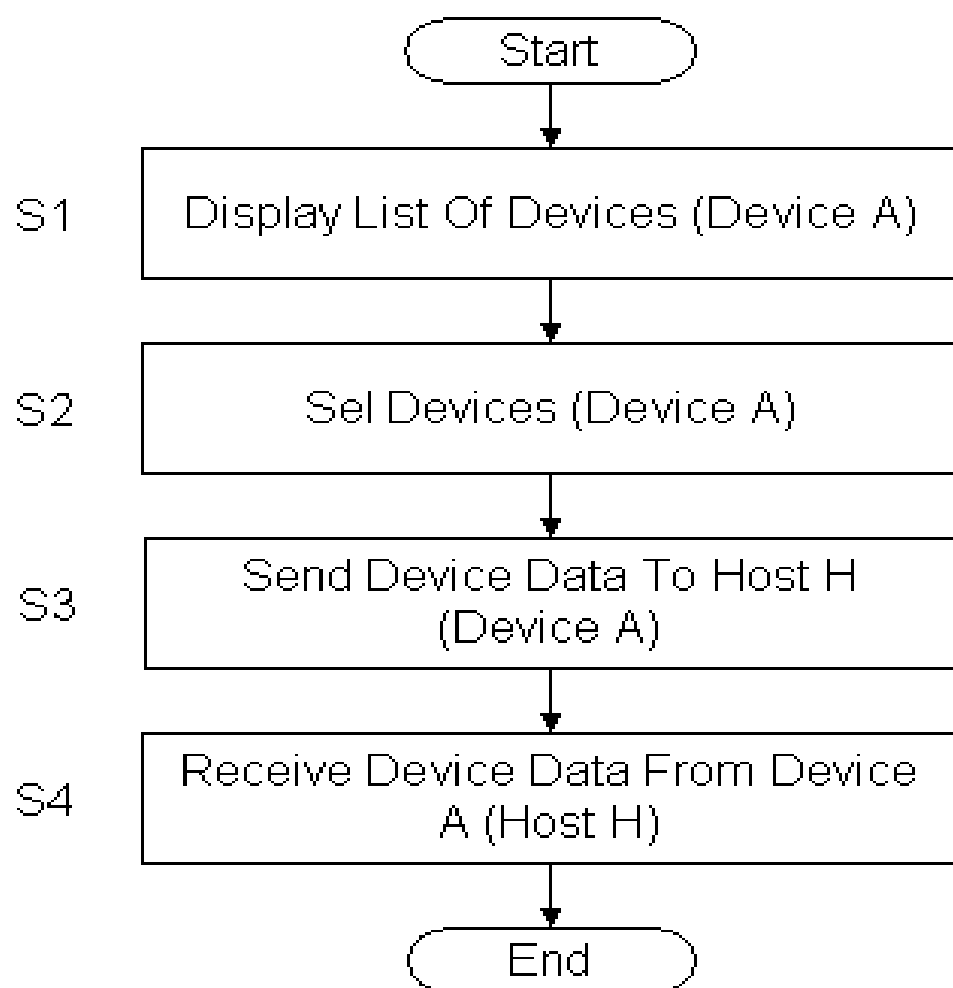 Start
S1
Display List Of Devices (Device A)
S2
Sel Devices (Device A)
S3
Send Device Data To Host H
(Device A)
S4
Receive Device Data From Device
A (Host H)
End